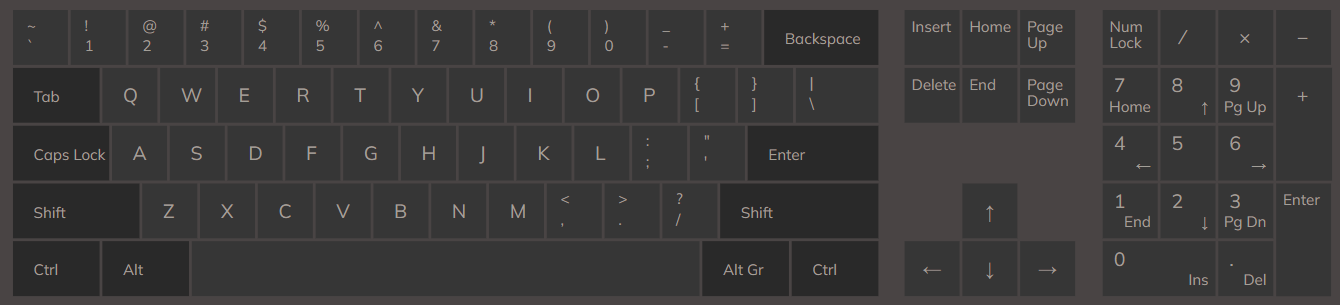 ~ ! @ # $ % ^ & * ( ) _ + Insert Home Page Num / × −
` 1 2 3 4 5 6 7 8 9 0 - = Backspace Up Lock
Tab Q W E R T Y U I O P { } | Delete End Page 7 8 9 +
[ ] \ Down Home ↑ Pg Up
Caps Lock A S D F G H J K L : " Enter 4 5 6
; ' ← →
Shift Z X C V B N M < > ? Shift ↑ 1 2 3 Enter
, . / End ↓ Pg Dn
Ctrl Alt Alt Gr Ctrl ← ↓ → 0 .
Ins Del